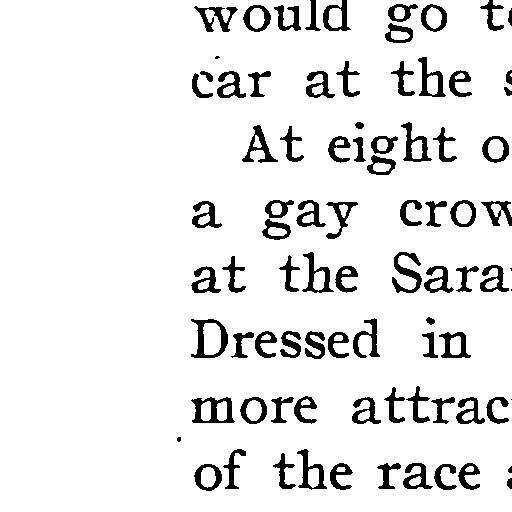 would go
car at the
At eight
a gay crow
at the Sara
Dressed in
more attrac
of the race